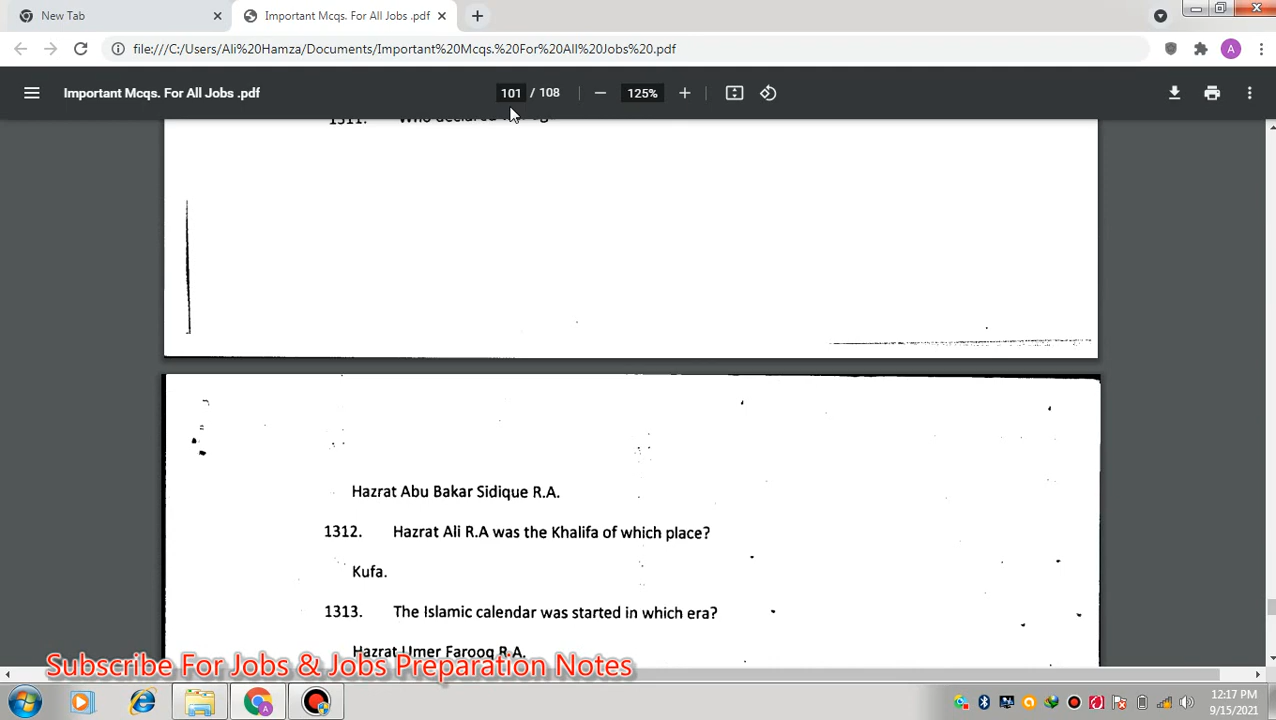 New Tab
Important Mcqs. For All Jobs .pdf
file:///C:/Users/Ali%20Hamza/Documents/Important%20Mcqs.%20For%20All%20Jobs%20.pdf
A
Important Mcqs. For All Jobs .pdf
101 / 108
125%
1311. Who declared
Hazrat Abu Bakar Sidique R.A.
1312. Hazrat Ali R.A was the Khalifa of which place?
Kufa.
1313. The Islamic calendar was started in which era?
Hazrat Umer Farooq R.A.
Subscribe For Jobs & Jobs Preparation Notes
12:17 PM
9/15/2021